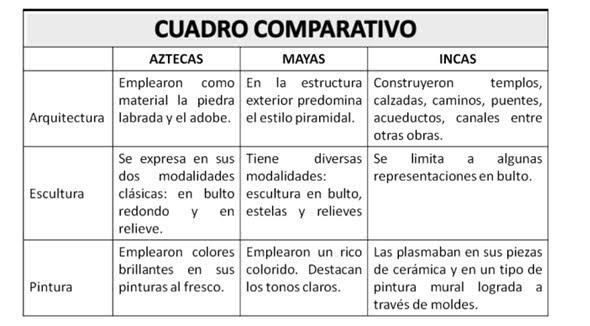 CUADRO COMPARATIVO
AZTECAS MAYAS INCAS
Arquitectura
Emplearon como
material la piedra
labrada y el adobe.
En la estructura
exterior predomina
el estilo piramidal.
Construyeron templos,
calzadas, caminos, puentes,
acueductos, canales entre
otras obras.
Escultura
Se expresa en sus
dos modalidades
clásicas: en bulto
redondo y en
relieve.
Tiene diversas
modalidades:
escultura en bulto,
estelas y relieves
Se limita a algunas
representaciones en bulto.
Pintura
Emplearon colores
brillantes en sus
pinturas al fresco.
Emplearon un rico
colorido. Destacan
los tonos claros.
Las plasmaban en sus piezas
de cerámica y en un tipo de
pintura mural lograda a
través de moldes.